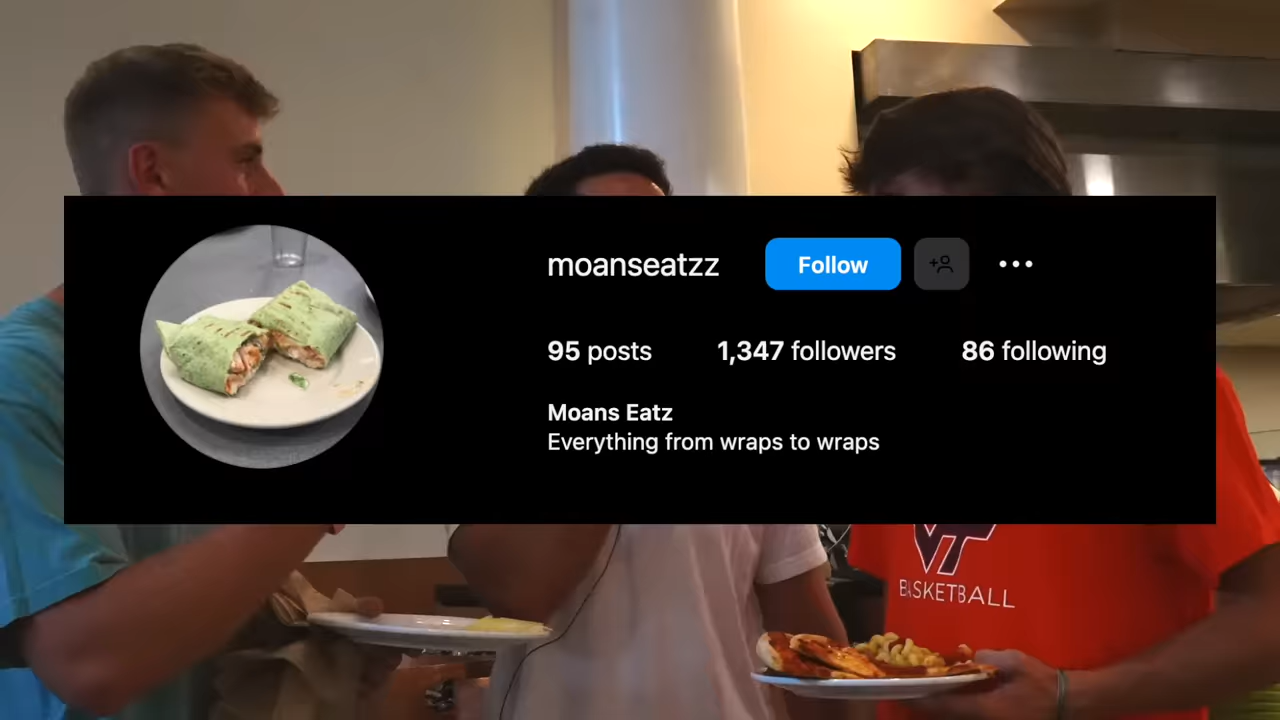 moanseatzz Follow
95 posts 1,347 followers 86 following
Moans Eatz
Everything from wraps to wraps
VT
BASKETBALL